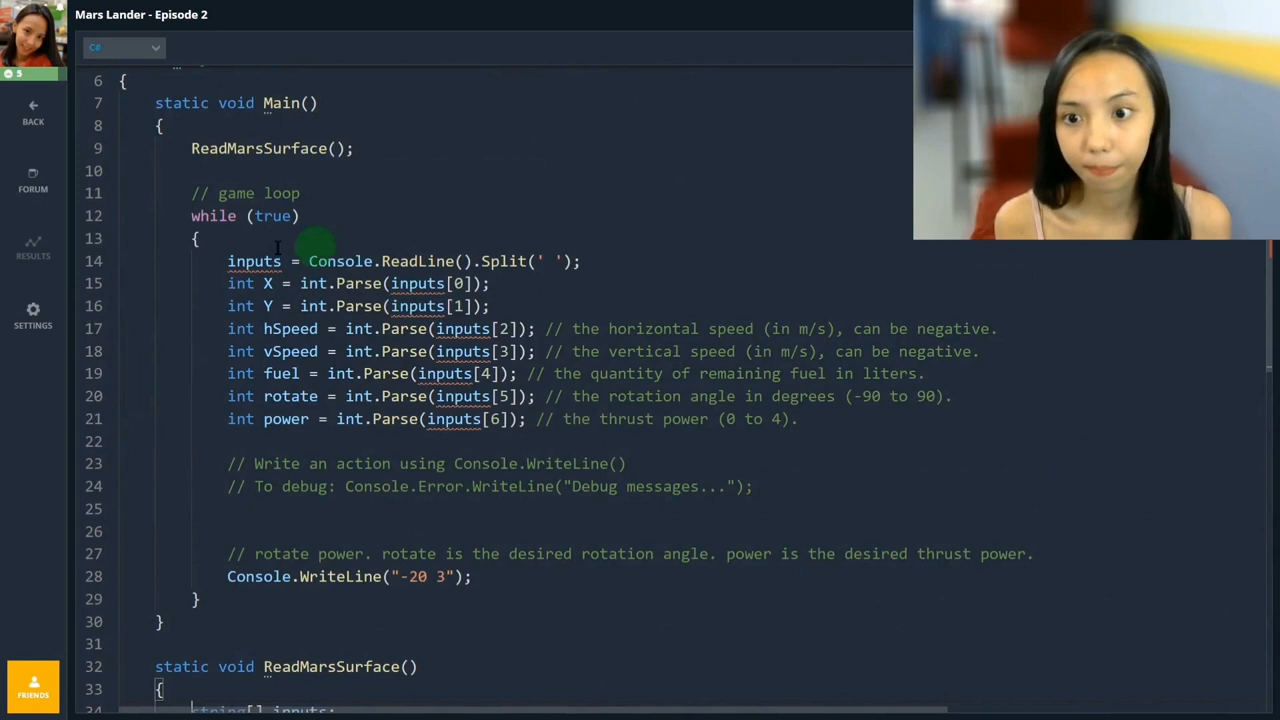 Mars Lander - Episode 2
C#
5
BACK
FORUM
RESULTS
SETTINGS
FRIENDS
6 {
7 static void Main()
8 {
9 ReadMarsSurface();
10
11 // game loop
12 while (true)
13 {
14 inputs = Console.ReadLine().Split(' ');
15 int X = int.Parse(inputs[0]);
16 int Y = int.Parse(inputs[1]);
17 int hSpeed = int.Parse(inputs[2]); // the horizontal speed (in m/s), can be negative.
18 int vSpeed = int.Parse(inputs[3]); // the vertical speed (in m/s), can be negative.
19 int fuel = int.Parse(inputs[4]); // the quantity of remaining fuel in liters.
20 int rotate = int.Parse(inputs[5]); // the rotation angle in degrees (-90 to 90).
21 int power = int.Parse(inputs[6]); // the thrust power (0 to 4).
22
23 // Write an action using Console.WriteLine()
24 // To debug: Console.Error.WriteLine("Debug messages...");
25
26
27 // rotate power. rotate is the desired rotation angle. power is the desired thrust power.
28 Console.WriteLine("-20 3");
29 }
30 }
31
32 static void ReadMarsSurface()
33 {
34 string[] inputs;